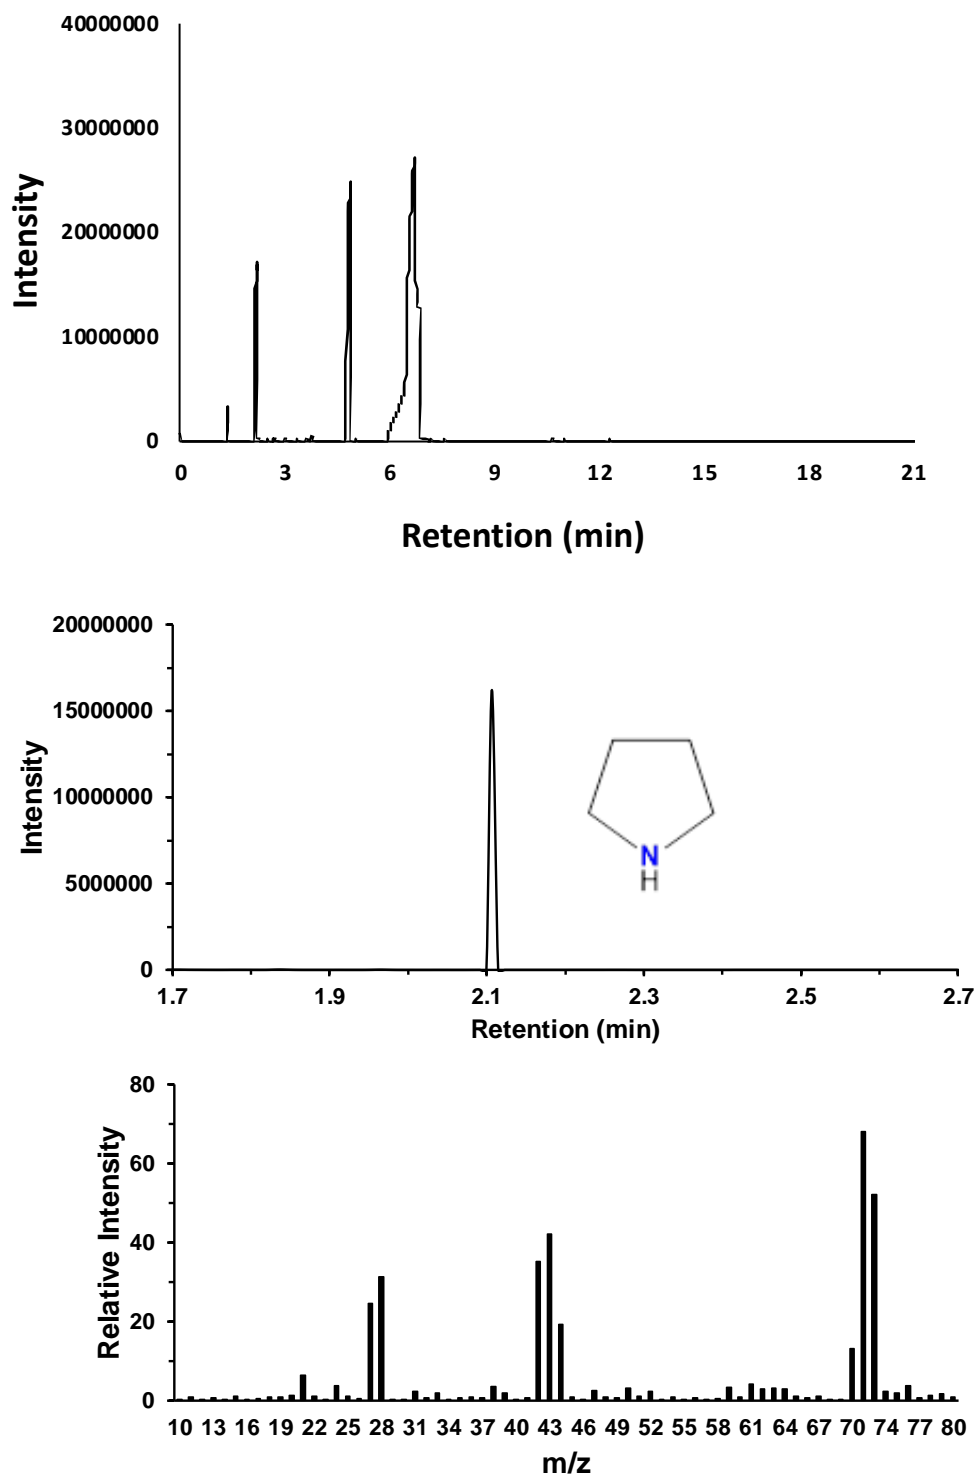 40000000
30000000
20000000
10000000
0
Intensity
0 3 6 9 12 15 18 21
Retention (min)
20000000
15000000
10000000
5000000
0
Intensity
N
H
1.7 1.9 2.1 2.3 2.5 2.7
Retention (min)
80
60
40
20
0
Relative Intensity
10 13 16 19 22 25 28 31 34 37 40 43 46 49 52 55 58 61 64 67 70 74 77 80
m/z